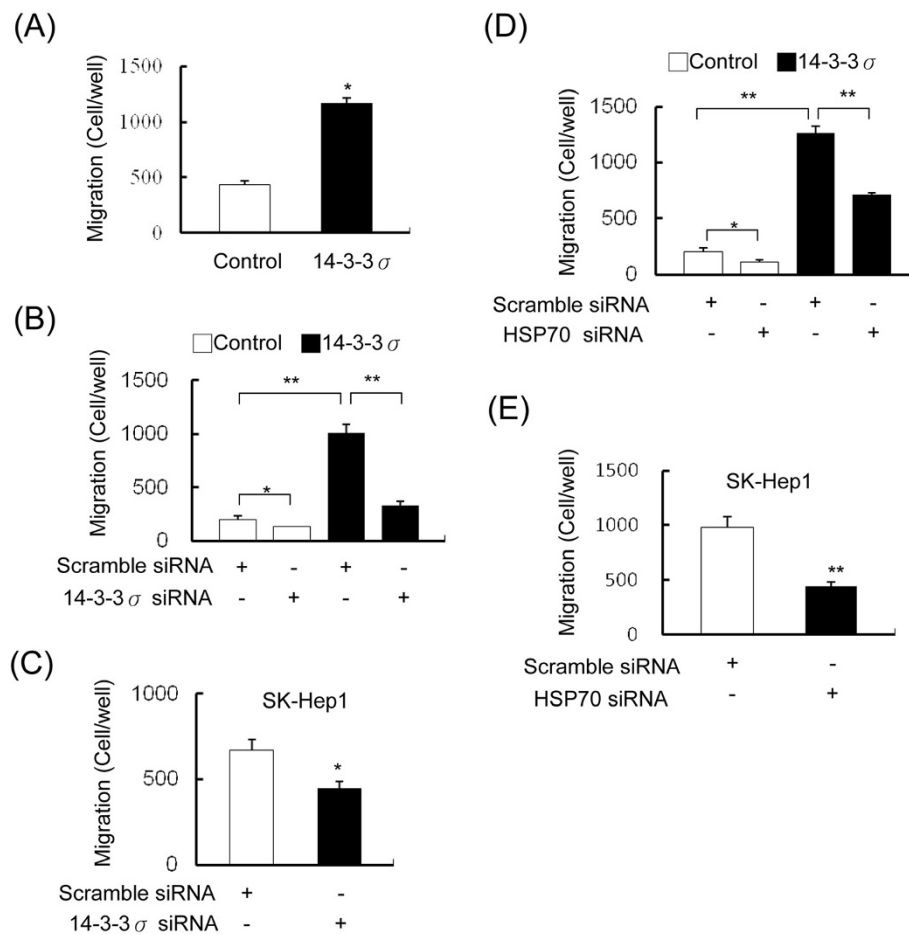 (A)
Migration (Cell/well)
1500
1000
500
0
*
Control 14-3-3σ
(B)
Control 14-3-3σ
Migration (Cell/well)
1500
1000
500
0
* ** **
Scramble siRNA + - + -
14-3-3σ siRNA - + - +
(C)
SK-Hep1
Migration (Cell/well)
1000
500
0
*
Scramble siRNA + -
14-3-3σ siRNA - +
(D)
Control 14-3-3σ
Migration (Cell/well)
1500
1000
500
0
* ** **
Scramble siRNA + - + -
HSP70 siRNA - + - +
(E)
SK-Hep1
Migration (Cell/well)
1500
1000
500
0
**
Scramble siRNA + -
HSP70 siRNA - +